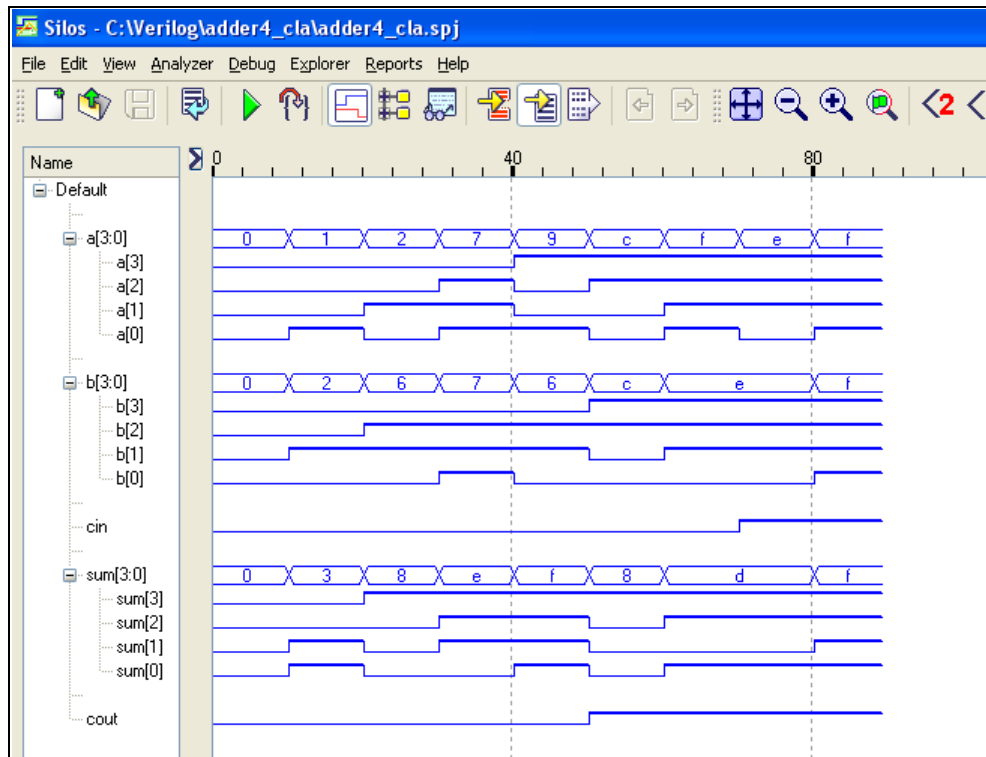 Silos - C:\Verilog\adder4_cla\adder4_cla.spj
File Edit View Analyzer Debug Explorer Reports Help
2
Name 0 40 80
Default
a[3:0] 0 1 2 7 9 c f e f
a[3]
a[2]
a[1]
a[0]
b[3:0] 0 2 6 7 6 c e f
b[3]
b[2]
b[1]
b[0]
cin
sum[3:0] 0 3 8 e f 8 d f
sum[3]
sum[2]
sum[1]
sum[0]
cout